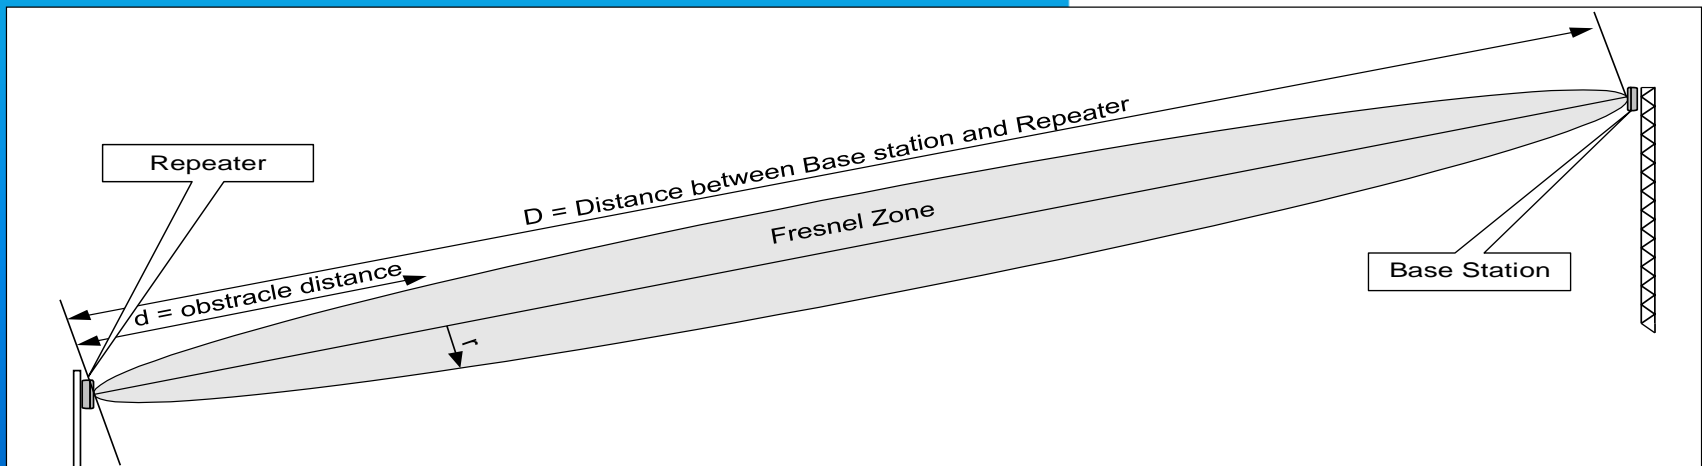 D = Distance between Base station and Repeater
Repeater
Fresnel Zone
d = obstracle distance
Base Station
r